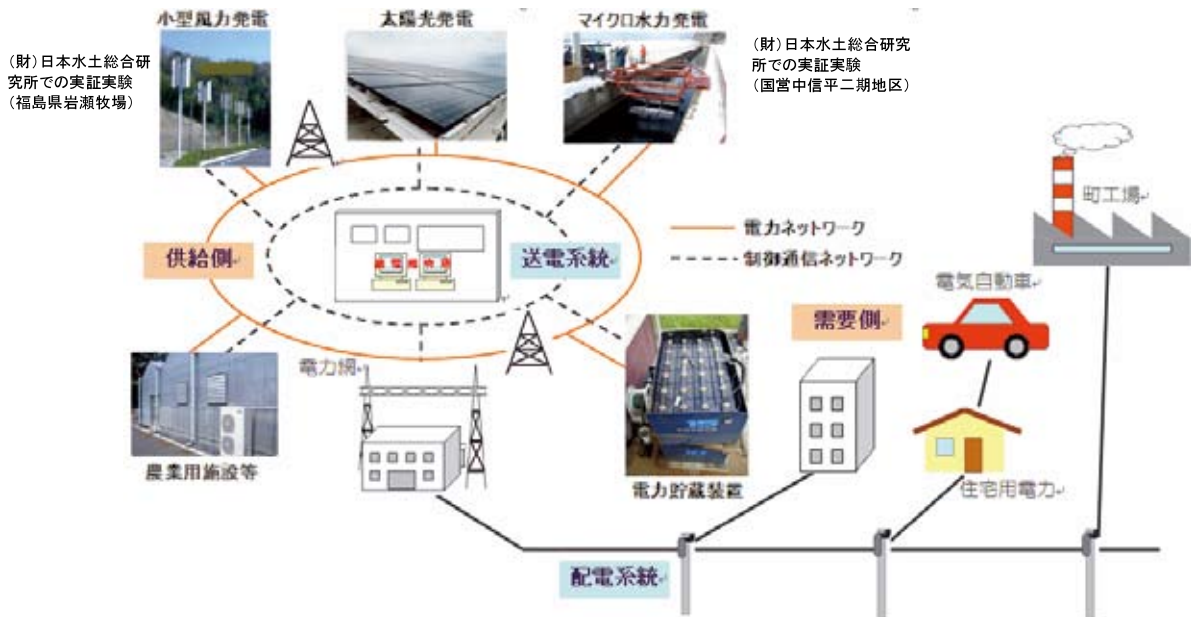 小型風力発電
太陽光発電
マイクロ水力発電
(財)日本水土総合研
究所での実証実験
(福島県岩瀬牧場)
(財)日本水土総合研究
所での実証実験
(国営中信平二期地区)
町工場
供給側
送電系統
電力ネットワーク
制御通信ネットワーク
電気自動車
需要側
電力網
農業用施設等
電力貯蔵装置
住宅用電力
配電系統